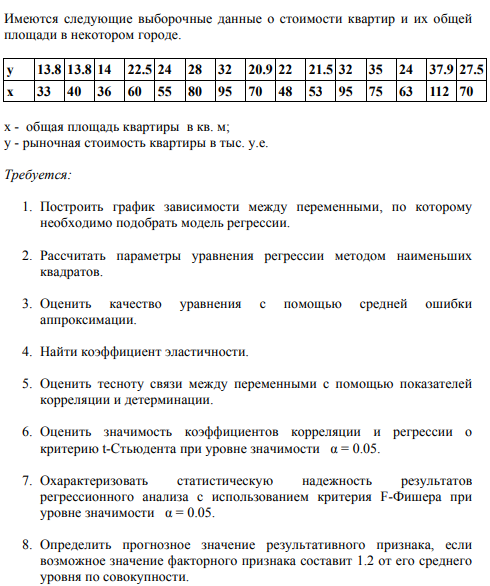 Имеются следующие выборочные данные о стоимости квартир и их общей
площади в некотором городе.
y 13.8 13.8 14 22.5 24 28 32 20.9 22 21.5 32 35 24 37.9 27.5
x 33 40 36 60 55 80 95 70 48 53 95 75 63 112 70
x - общая площадь квартиры в кв. м;
y - рыночная стоимость квартиры в тыс. у.е.
Требуется:
1. Построить график зависимости между переменными, по которому
необходимо подобрать модель регрессии.
2. Рассчитать параметры уравнения регрессии методом наименьших
квадратов.
3. Оценить качество уравнения с помощью средней ошибки
аппроксимации.
4. Найти коэффициент эластичности.
5. Оценить тесноту связи между переменными с помощью показателей
корреляции и детерминации.
6. Оценить значимость коэффициентов корреляции и регрессии о
критерию t-Стьюдента при уровне значимости α = 0.05.
7. Охарактеризовать статистическую надежность результатов
регрессионного анализа с использованием критерия F-Фишера при
уровне значимости α = 0.05.
8. Определить прогнозное значение результативного признака, если
возможное значение факторного признака составит 1.2 от его среднего
уровня по совокупности.